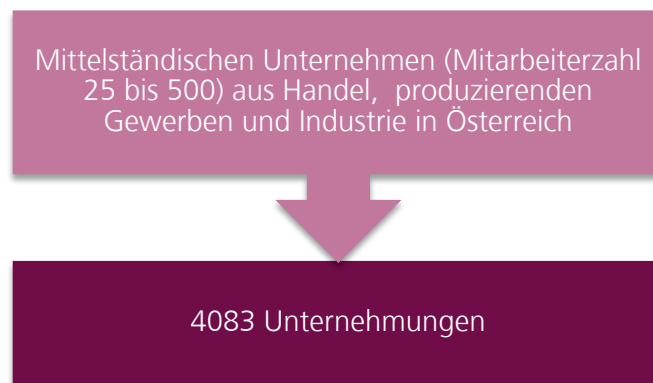 Mittelständischen Unternehmen (Mitarbeiterzahl
25 bis 500) aus Handel,  produzierenden
Gewerben und Industrie in Österreich
4083 Unternehmungen